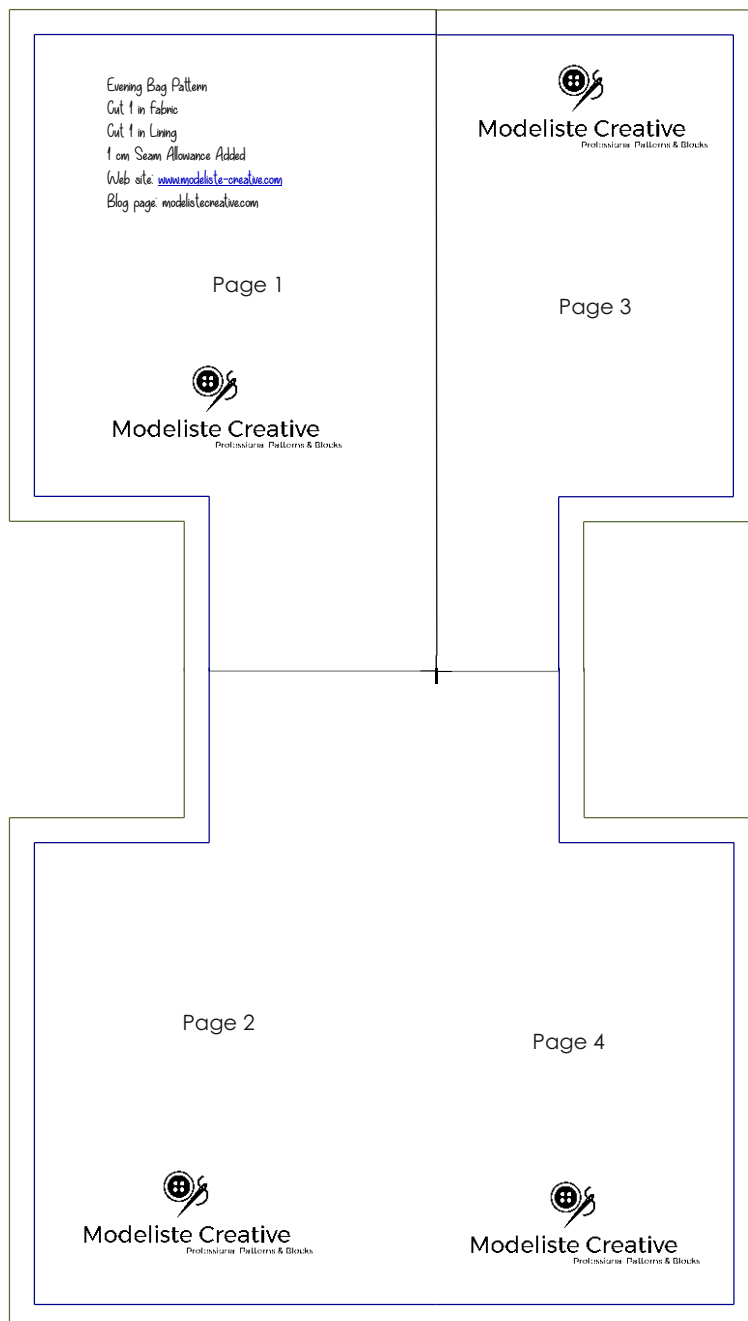 Evening Bag Pattern
Cut 1 in Fabric
Cut 1 in Lining
1 cm Seam Allowance Added
Web site: www.modeliste-creative.com
Blog page: modelistecreative.com
Page 1
Modeliste Creative
Professional Patterns & Blocks
Modeliste Creative
Professional Patterns & Blocks
Page 3
Page 2
Modeliste Creative
Professional Patterns & Blocks
Page 4
Modeliste Creative
Professional Patterns & Blocks